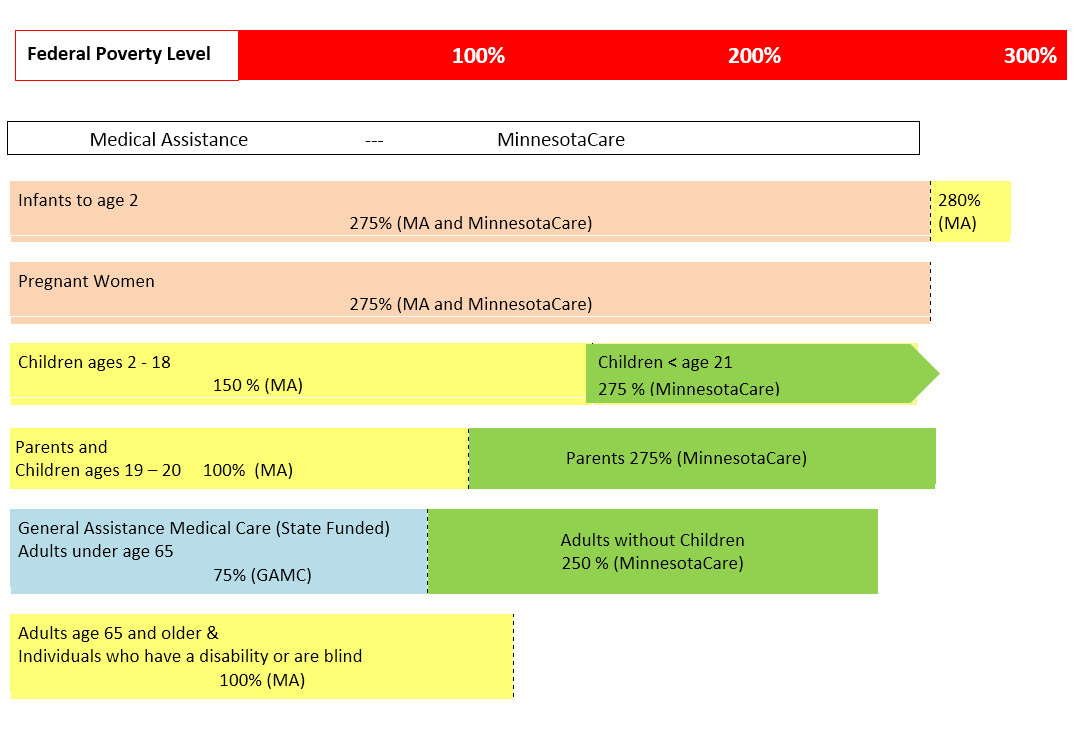 Federal Poverty Level 100% 200% 300%
Medical Assistance --- MinnesotaCare
Infants to age 2
275% (MA and MinnesotaCare)
280%
(MA)
Pregnant Women
275% (MA and MinnesotaCare)
Children ages 2 - 18
150 % (MA)
Children < age 21
275 % (MinnesotaCare)
Parents and
Children ages 19 – 20 100% (MA)
Parents 275% (MinnesotaCare)
General Assistance Medical Care (State Funded)
Adults under age 65
75% (GAMC)
Adults without Children
250 % (MinnesotaCare)
Adults age 65 and older &
Individuals who have a disability or are blind
100% (MA)